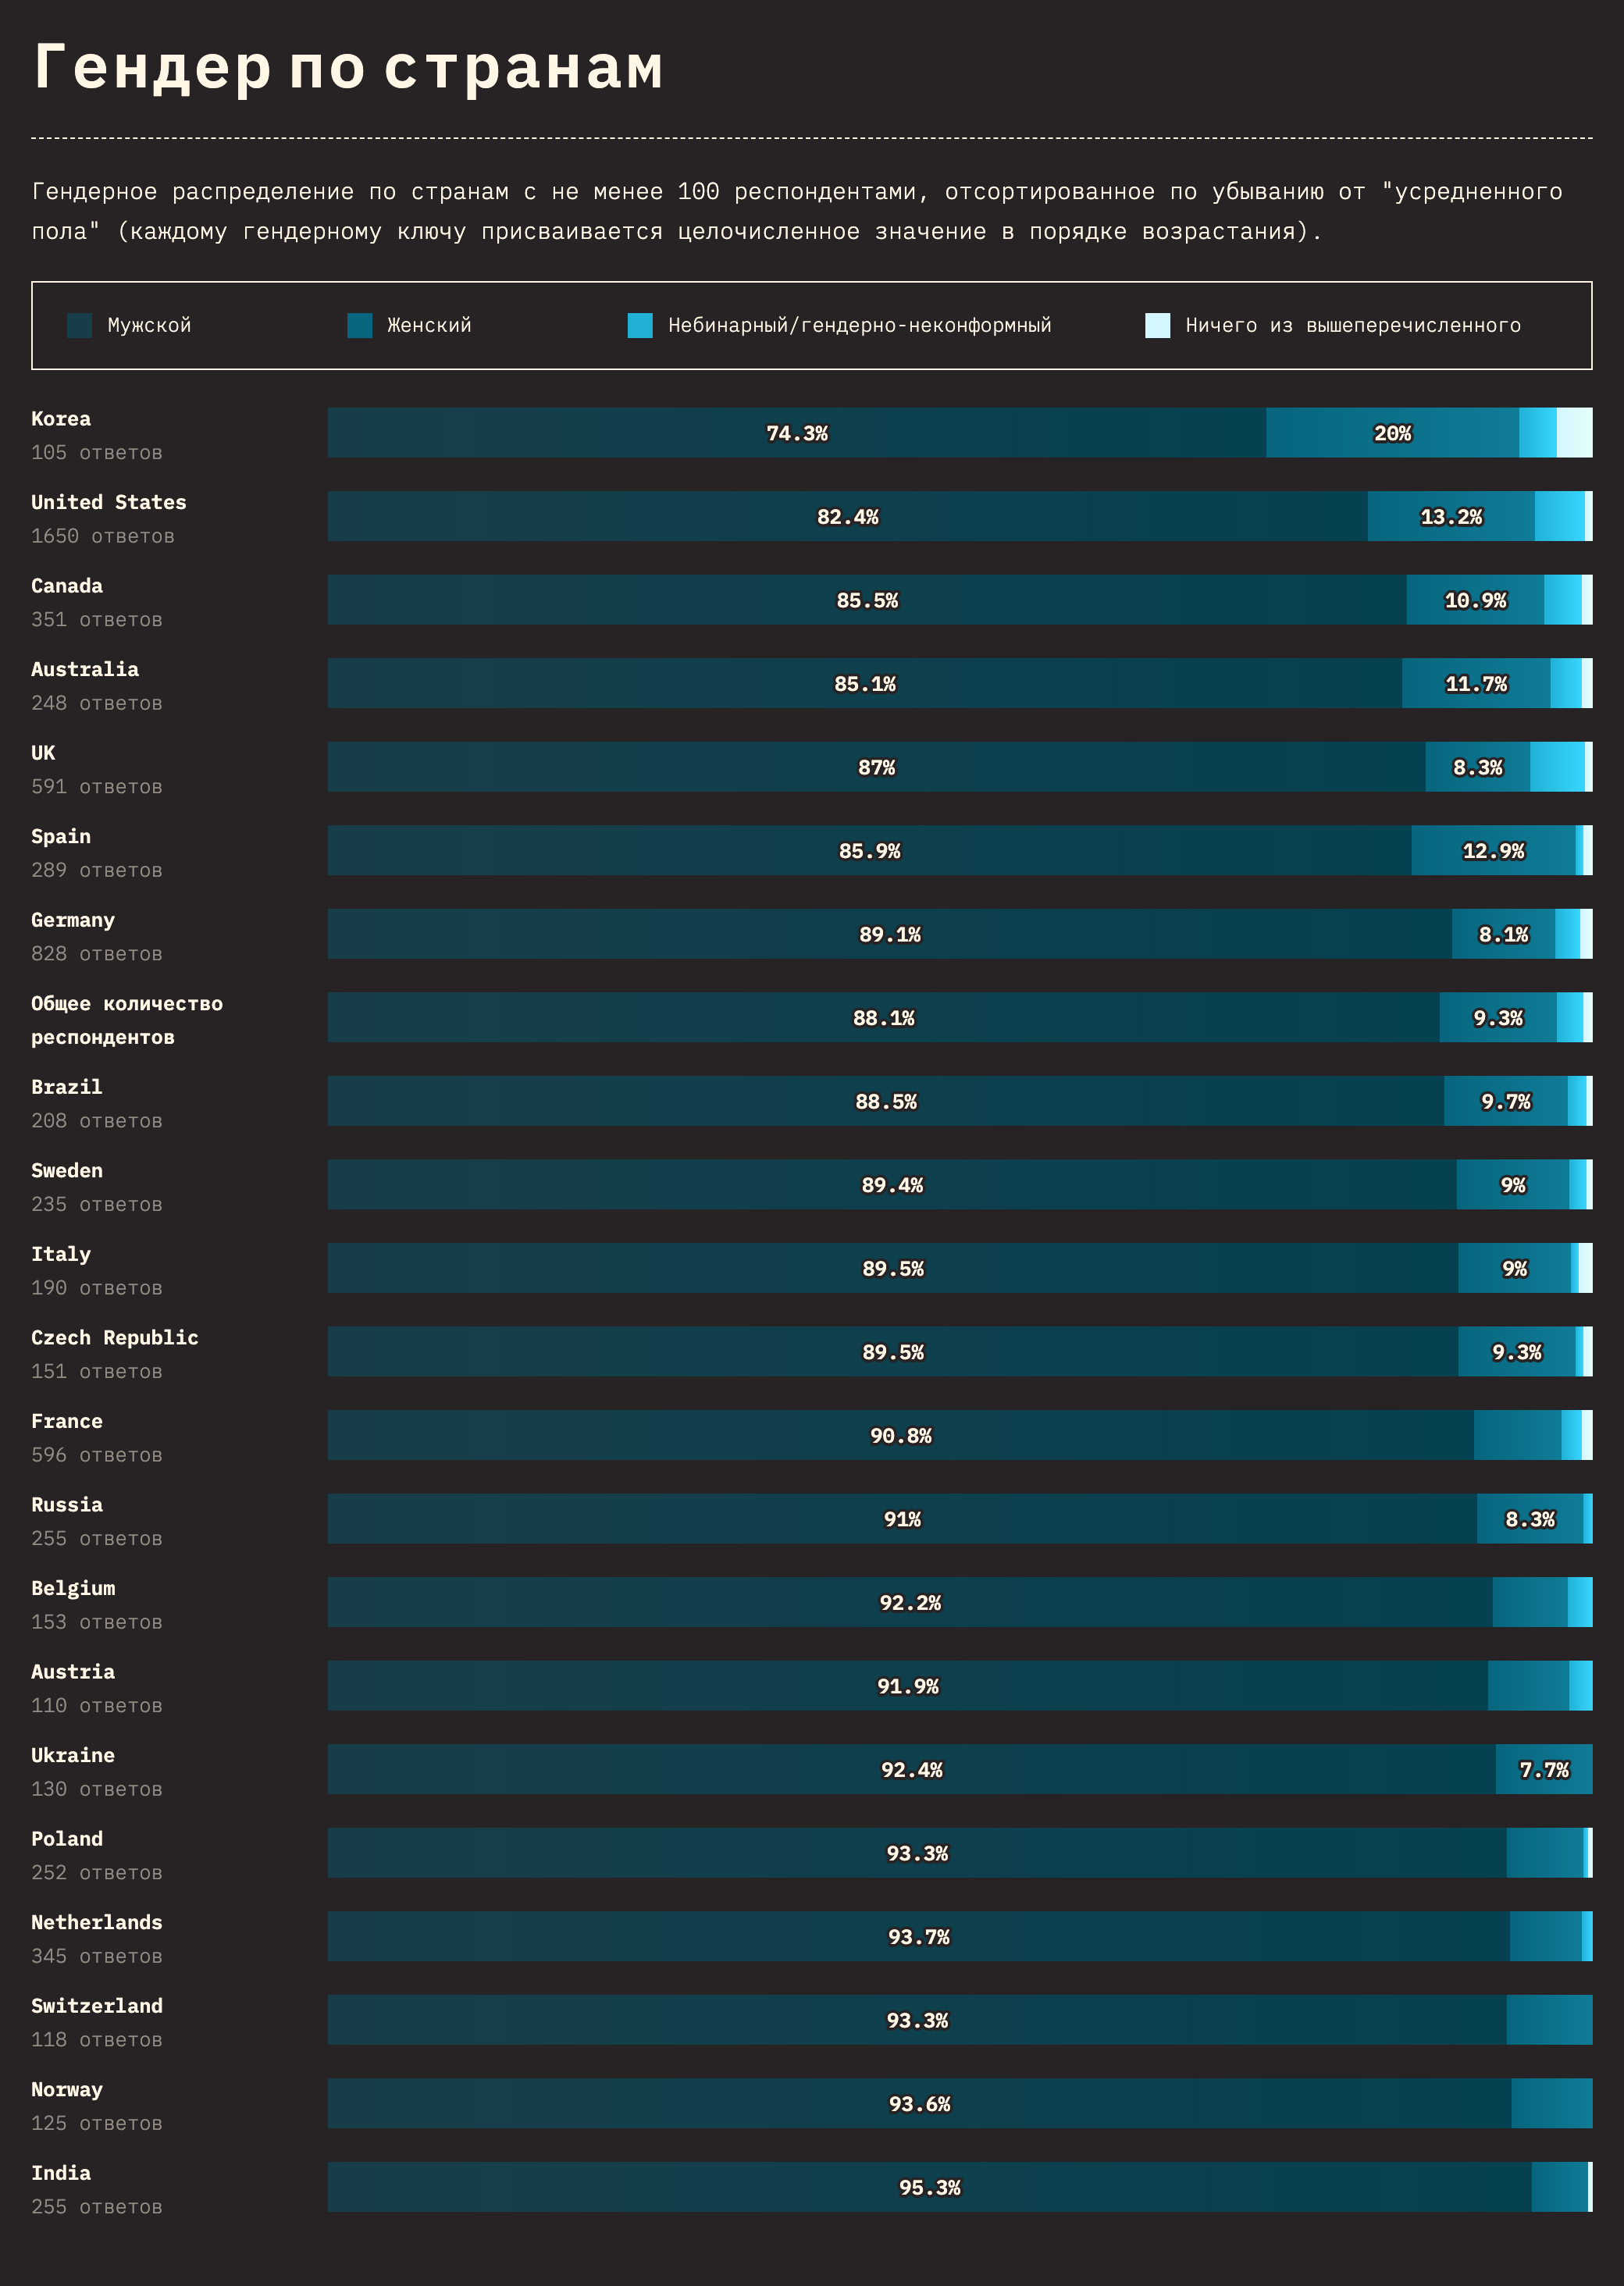 Гендер по странам
Гендерное распределение по странам с не менее 100 респондентами, отсортированное по убыванию от "усредненного
пола" (каждому гендерному ключу присваивается целочисленное значение в порядке возрастания).
Мужской Женский Небинарный/гендерно-неконформный Ничего из вышеперечисленного
Korea
105 ответов
74.3% 20%
United States
1650 ответов
82.4% 13.2%
Canada
351 ответов
85.5% 10.9%
Australia
248 ответов
85.1% 11.7%
UK
591 ответов
87% 8.3%
Spain
289 ответов
85.9% 12.9%
Germany
828 ответов
89.1% 8.1%
Общее количество
респондентов
88.1% 9.3%
Brazil
208 ответов
88.5% 9.7%
Sweden
235 ответов
89.4% 9%
Italy
190 ответов
89.5% 9%
Czech Republic
151 ответов
89.5% 9.3%
France
596 ответов
90.8%
Russia
255 ответов
91% 8.3%
Belgium
153 ответов
92.2%
Austria
110 ответов
91.9%
Ukraine
130 ответов
92.4% 7.7%
Poland
252 ответов
93.3%
Netherlands
345 ответов
93.7%
Switzerland
118 ответов
93.3%
Norway
125 ответов
93.6%
India
255 ответов
95.3%